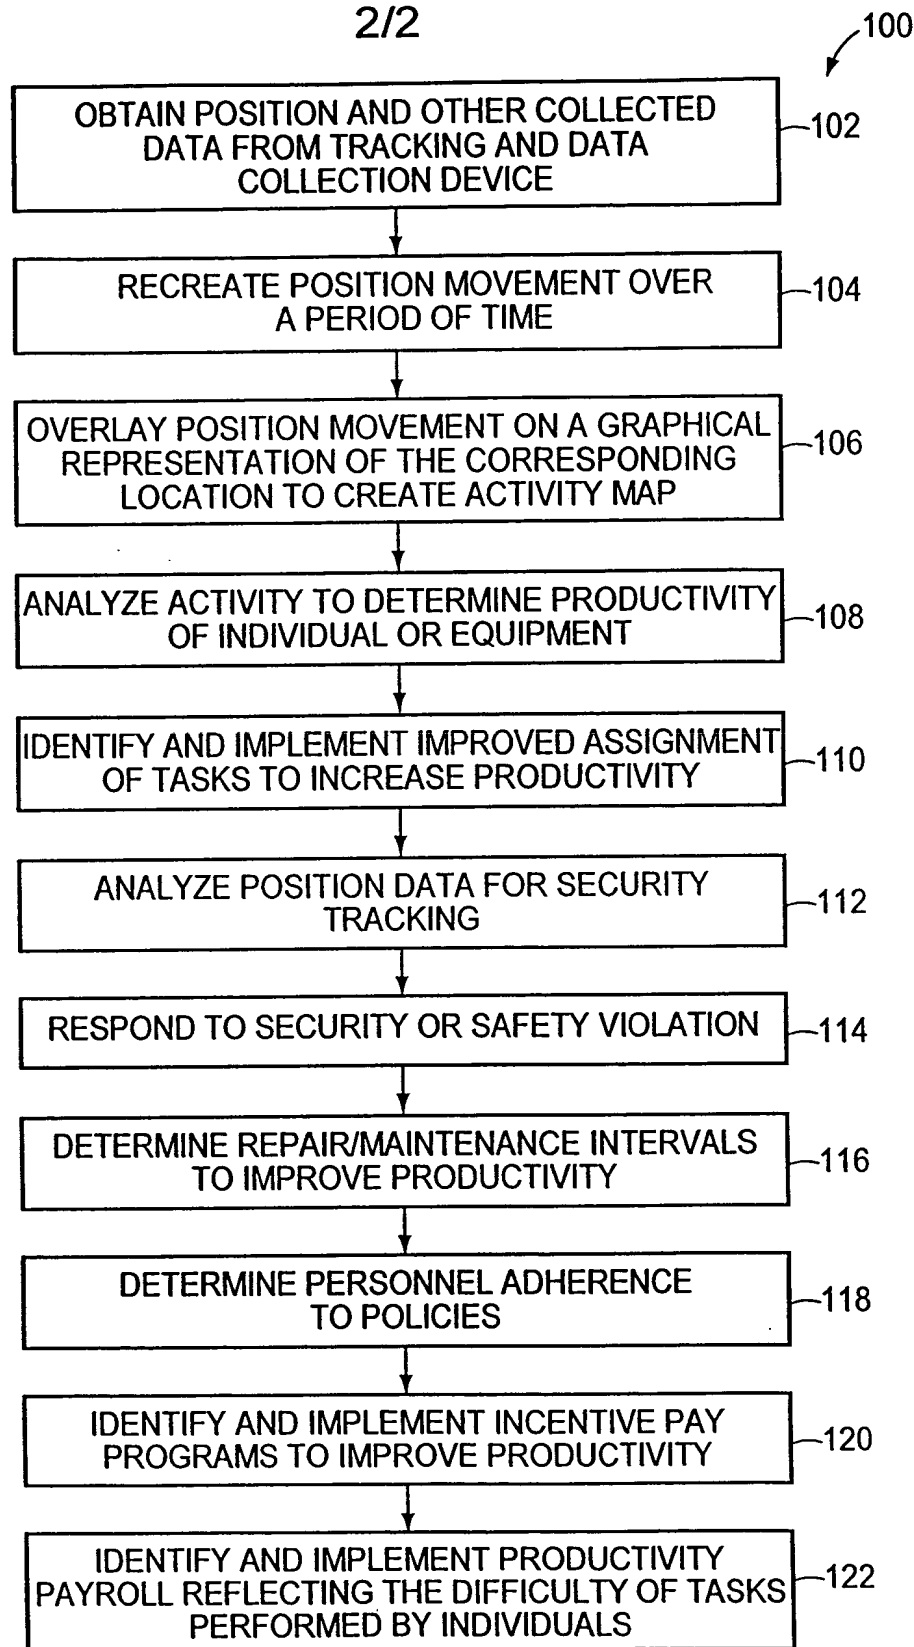 2/2
100
OBTAIN POSITION AND OTHER COLLECTED
DATA FROM TRACKING AND DATA
COLLECTION DEVICE
102
RECREATE POSITION MOVEMENT OVER
A PERIOD OF TIME
104
OVERLAY POSITION MOVEMENT ON A GRAPHICAL
REPRESENTATION OF THE CORRESPONDING
LOCATION TO CREATE ACTIVITY MAP
106
ANALYZE ACTIVITY TO DETERMINE PRODUCTIVITY
OF INDIVIDUAL OR EQUIPMENT
108
IDENTIFY AND IMPLEMENT IMPROVED ASSIGNMENT
OF TASKS TO INCREASE PRODUCTIVITY
110
ANALYZE POSITION DATA FOR SECURITY
TRACKING
112
RESPOND TO SECURITY OR SAFETY VIOLATION
114
DETERMINE REPAIR/MAINTENANCE INTERVALS
TO IMPROVE PRODUCTIVITY
116
DETERMINE PERSONNEL ADHERENCE
TO POLICIES
118
IDENTIFY AND IMPLEMENT INCENTIVE PAY
PROGRAMS TO IMPROVE PRODUCTIVITY
120
IDENTIFY AND IMPLEMENT PRODUCTIVITY
PAYROLL REFLECTING THE DIFFICULTY OF TASKS
PERFORMED BY INDIVIDUALS
122